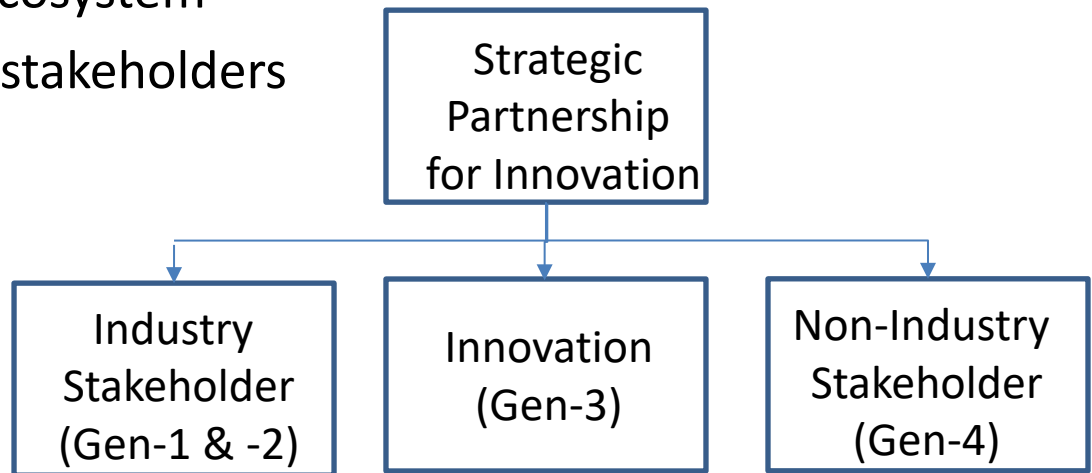 stakeholders
Strategic
Partnership
for Innovation
Industry
Stakeholder
(Gen-1 & -2)
Innovation
(Gen-3)
Non-Industry
Stakeholder
(Gen-4)